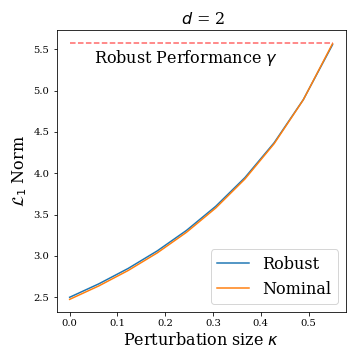 d = 2
Robust Performance γ
5.5
5.0
4.5
4.0
3.5
3.0
2.5
ℒ₁ Norm
Robust
Nominal
0.0 0.1 0.2 0.3 0.4 0.5
Perturbation size κ